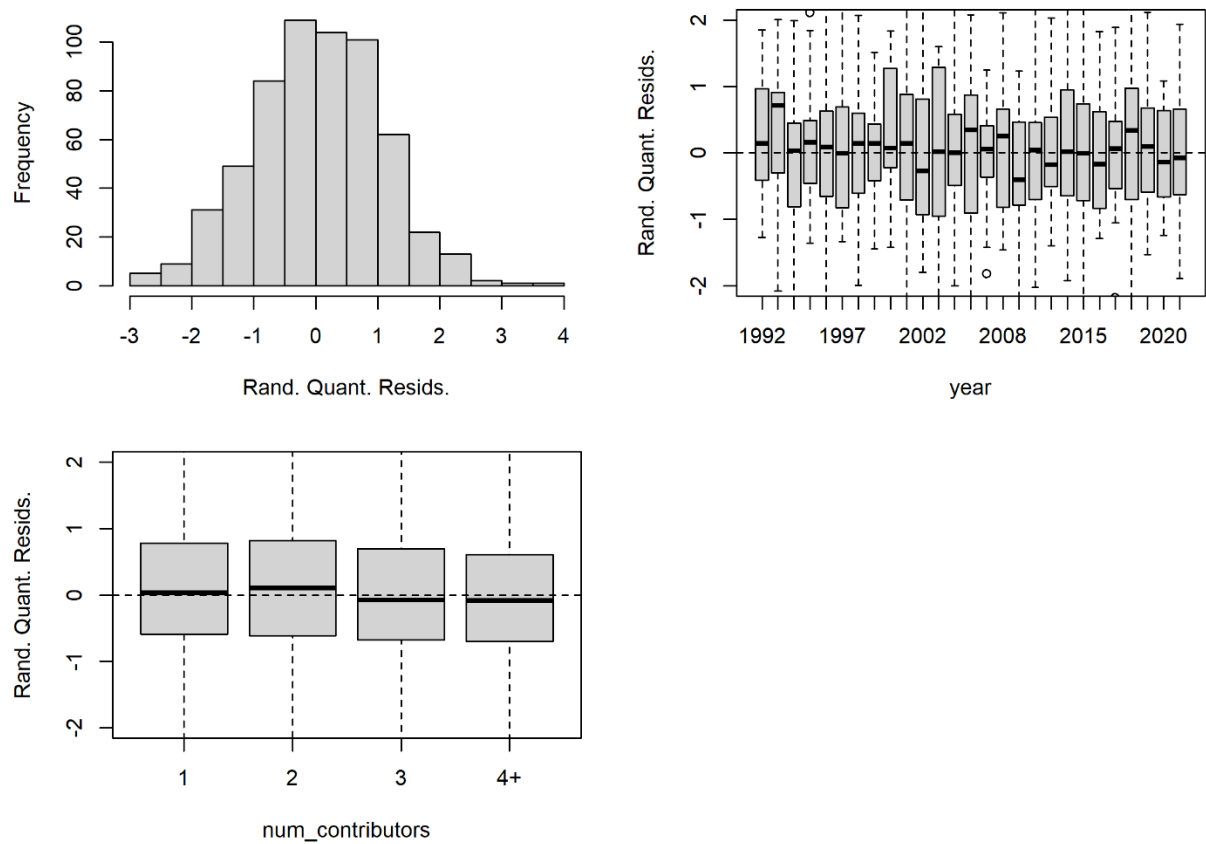 Frequency
0 20 40 60 80 100
-3 -2 -1 0 1 2 3 4
Rand. Quant. Resids.
Rand. Quant. Resids.
-2 -1 0 1 2
1992 1997 2002 2008 2015 2020
year
Rand. Quant. Resids.
-2 -1 0 1 2
1 2 3 4+
num_contributors